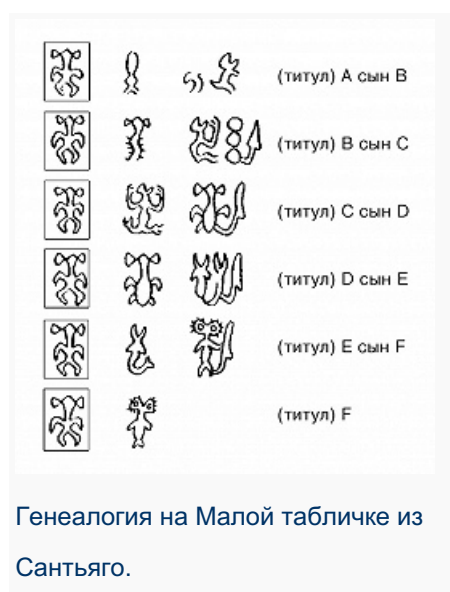 (титул) А сын В
(титул) В сын С
(титул) С сын D
(титул) D сын Е
(титул) Е сын F
(титул) F
Генеалогия на Малой табличке из
Сантьяго.